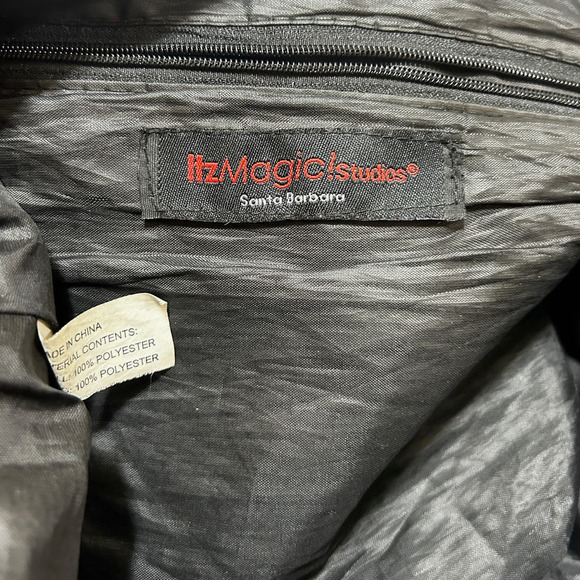 ItzMagic!studios®
Santa Barbara
ADE IN CHINA
ERIAL CONTENTS:
L: 100% POLYESTER
: 100% POLYESTER